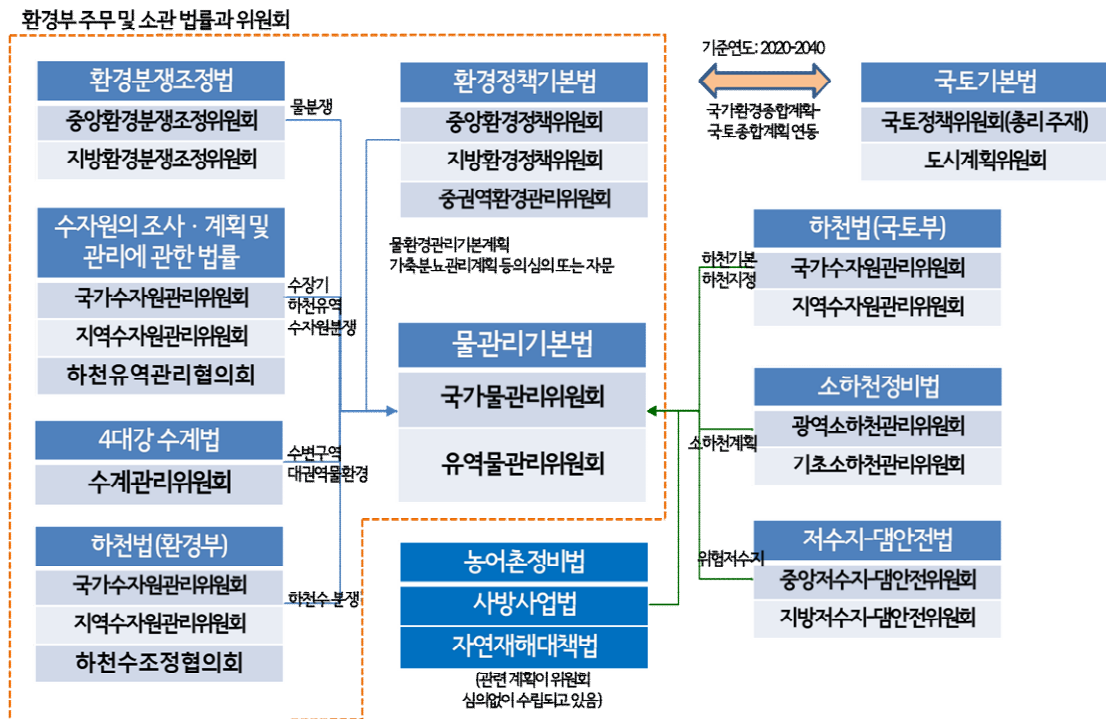 환경부 주무 및 소관 법률과 위원회
환경분쟁조정법
중앙환경분쟁조정위원회
지방환경분쟁조정위원회
물분쟁
환경정책기본법
중앙환경정책위원회
지방환경정책위원회
중권역환경관리위원회
물환경관리기본계획
가축분뇨관리계획 등의 심의 또는 자문
기준연도: 2020-2040
국가환경종합계획-
국토종합계획 연동
국토기본법
국토정책위원회(총리 주재)
도시계획위원회
수자원의 조사 · 계획 및
관리에 관한 법률
국가수자원관리위원회
지역수자원관리위원회
하천유역관리협의회
수장기
하천유역
수자원분쟁
물관리기본법
국가물관리위원회
유역물관리위원회
하천기본
하천지정
하천법(국토부)
국가수자원관리위원회
지역수자원관리위원회
4대강 수계법
수계관리위원회
수변구역
대권역물환경
소하천계획
소하천정비법
광역소하천관리위원회
기초소하천관리위원회
하천법(환경부)
국가수자원관리위원회
지역수자원관리위원회
하천수조정협의회
하천수 분쟁
농어촌정비법
사방사업법
자연재해대책법
(관련 계획이 위원회
심의없이 수립되고 있음)
위험저수지
저수지-댐안전법
중앙저수지-댐안전위원회
지방저수지-댐안전위원회